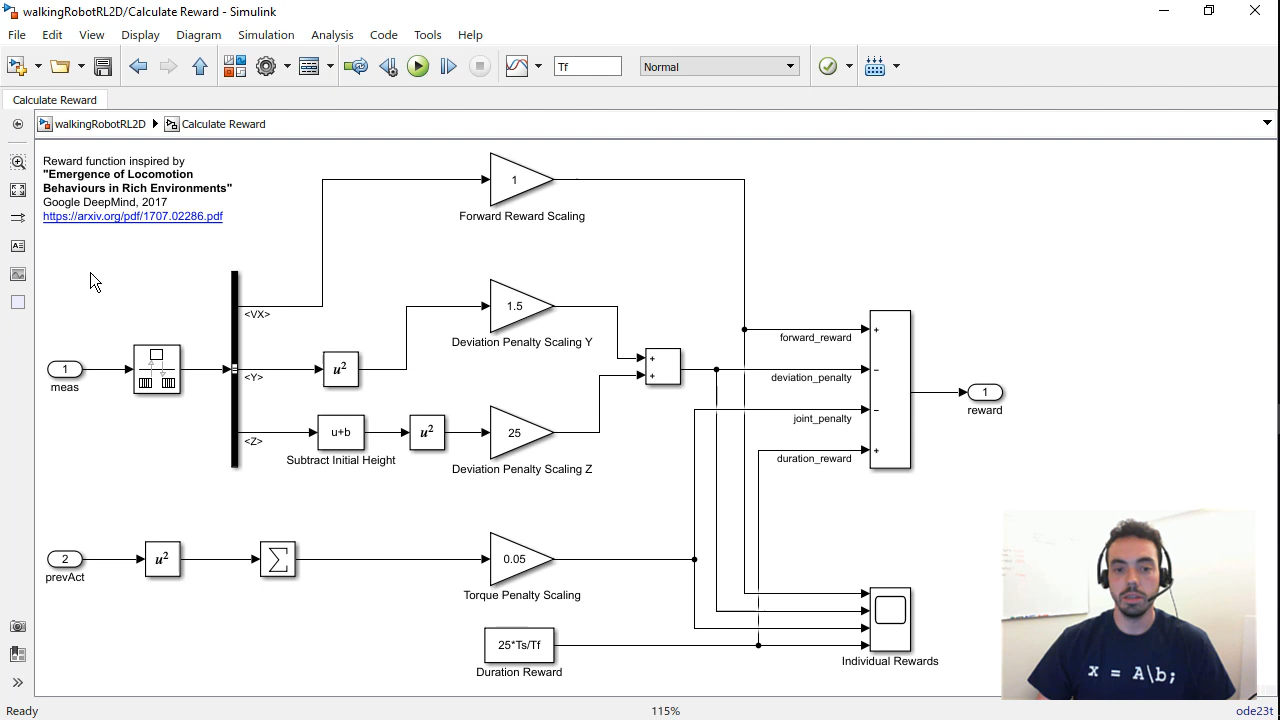 walkingRobotRL2D/Calculate Reward - Simulink
File Edit View Display Diagram Simulation Analysis Code Tools Help
Tf
Normal
Calculate Reward
walkingRobotRL2D Calculate Reward
Reward function inspired by
"Emergence of Locomotion
Behaviours in Rich Environments"
Google DeepMind, 2017
https://arxiv.org/pdf/1707.02286.pdf
1
Forward Reward Scaling
<VX>
1.5
Deviation Penalty Scaling Y
1
meas
<Y>
u²
+
+
<Z>
u+b
Subtract Initial Height
u²
25
Deviation Penalty Scaling Z
forward_reward
+
deviation_penalty
−
joint_penalty
−
duration_reward
+
1
reward
2
prevAct
u²
∑
0.05
Torque Penalty Scaling
25*Ts/Tf
Duration Reward
Individual Rewards
x = A\b;
Ready
115%
ode23t